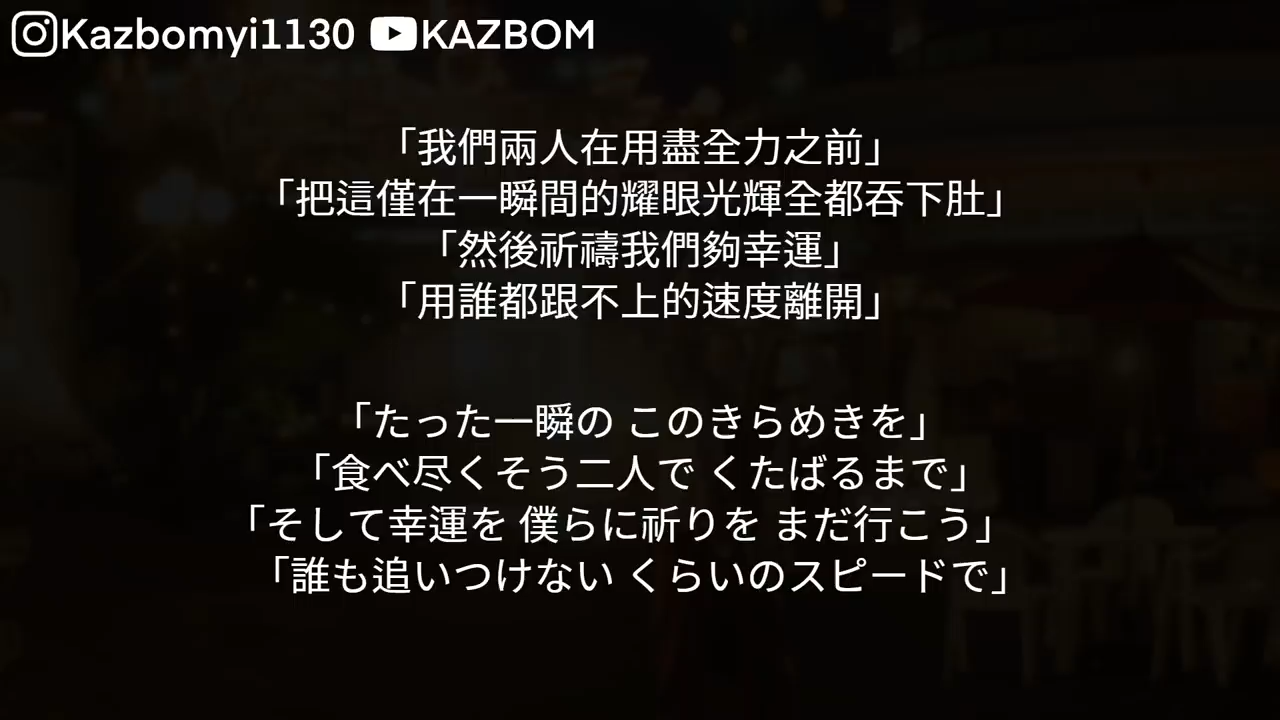 Kazbomyi1130 KAZBOM
「我們兩人在用盡全力之前」
「把這僅在一瞬間的耀眼光輝全都吞下肚」
「然後祈禱我們夠幸運」
「用誰都跟不上的速度離開」
「たった一瞬の このきらめきを」
「食べ尽くそう二人で くたばるまで」
「そして幸運を 僕らに祈りを まだ行こう」
「誰も追いつけない くらいのスピードで」